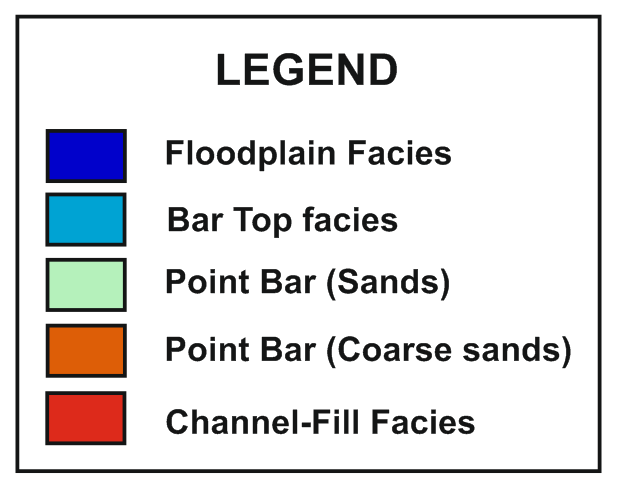 LEGEND
Floodplain Facies
Bar Top facies
Point Bar (Sands)
Point Bar (Coarse sands)
Channel-Fill Facies